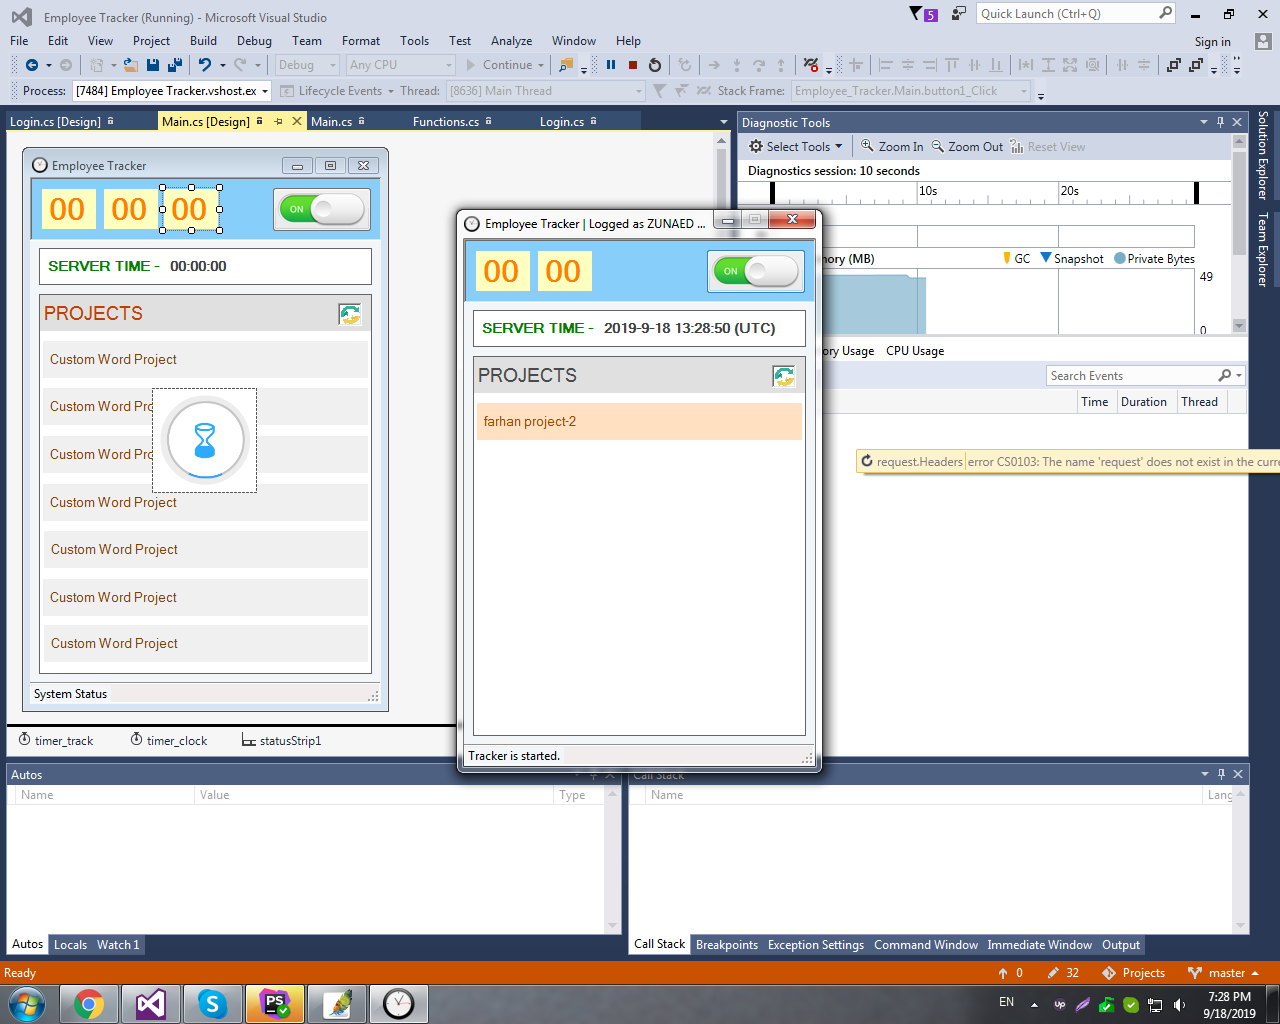 Employee Tracker (Running) - Microsoft Visual Studio
5
Quick Launch (Ctrl+Q)
File Edit View Project Build Debug Team Format Tools Test Analyze Window Help
Sign in
Debug Any CPU Continue
Process: [7484] Employee Tracker.vshost.ex Lifecycle Events Thread: [8636] Main Thread Stack Frame: Employee_Tracker.Main.button1_Click
Login.cs [Design] Main.cs [Design] Main.cs Functions.cs Login.cs
Diagnostic Tools
Select Tools Zoom In Zoom Out Reset View
Diagnostics session: 10 seconds
10s 20s
GC Snapshot Private Bytes
(MB)
49
0
Usage CPU Usage
Search Events
Time Duration Thread
request.Headers error CS0103: The name 'request' does not exist in the
Solution Explorer
Team Explorer
Employee Tracker
00 00 00
ON
SERVER TIME - 00:00:00
PROJECTS
Custom Word Project
Custom Word
Custom Word
Custom Word Project
Custom Word Project
Custom Word Project
Custom Word Project
System Status
Employee Tracker | Logged as ZUNAED ...
00 00
ON
SERVER TIME - 2019-9-18 13:28:50 (UTC)
PROJECTS
farhan project-2
Tracker is started.
timer_track timer_clock statusStrip1
Autos
Name Value Type
Autos Locals Watch 1
Call Stack
Name Lang
Call Stack Breakpoints Exception Settings Command Window Immediate Window Output
Ready
0 32 Projects master
PS
EN
up
7:28 PM
9/18/2019